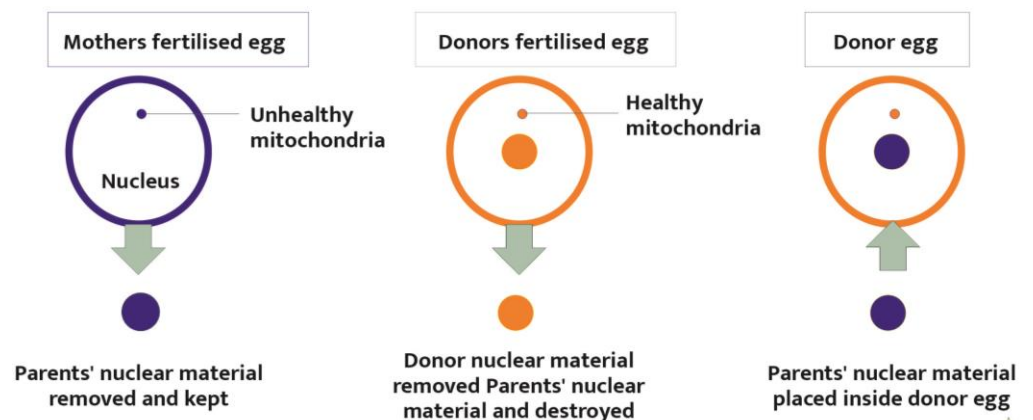 Mothers fertilised egg
Donors fertilised egg
Donor egg
Unhealthy
mitochondria
Nucleus
Healthy
mitochondria
Parents' nuclear material
removed and kept
Donor nuclear material
removed Parents' nuclear
material and destroyed
Parents' nuclear material
placed inside donor egg